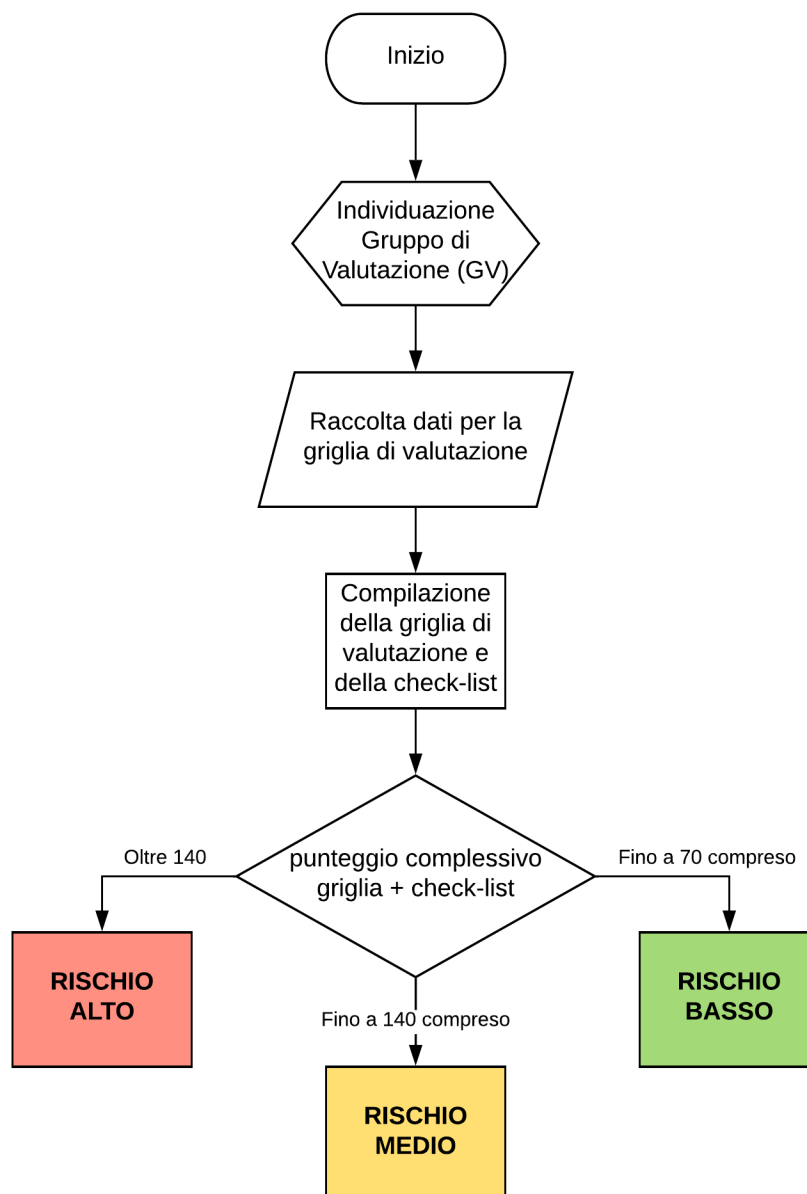 Inizio
Individuazione
Gruppo di
Valutazione (GV)
Raccolta dati per la
griglia di valutazione
Compilazione
della griglia di
valutazione e
della check-list
punteggio complessivo
griglia + check-list
Oltre 140
Fino a 70 compreso
RISCHIO
ALTO
RISCHIO
BASSO
Fino a 140 compreso
RISCHIO
MEDIO